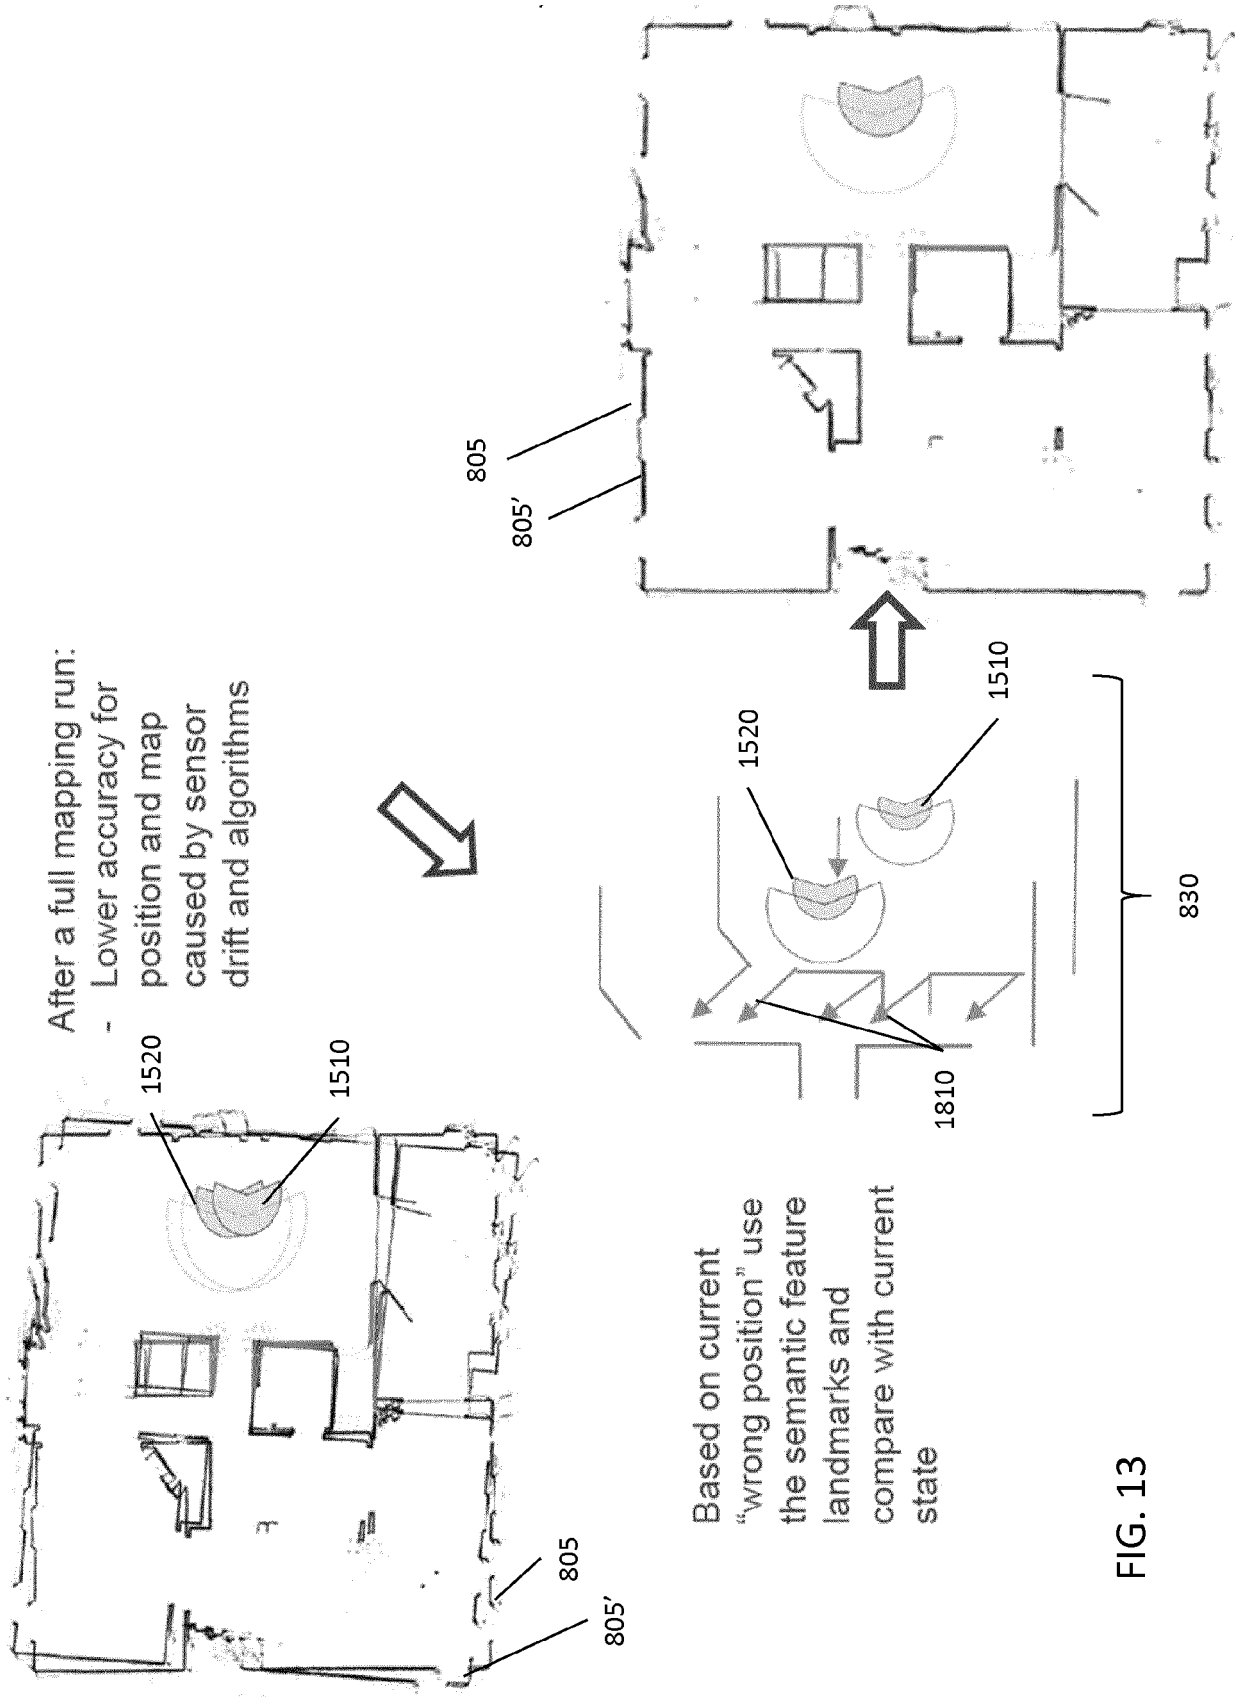 After a full mapping run:
- Lower accuracy for
position and map
caused by sensor
drift and algorithms
1520
1510
805
805’
Based on current
“wrong position” use
the semantic feature
landmarks and
compare with current
state
1520
1510
1810
830
805
805’
FIG. 13